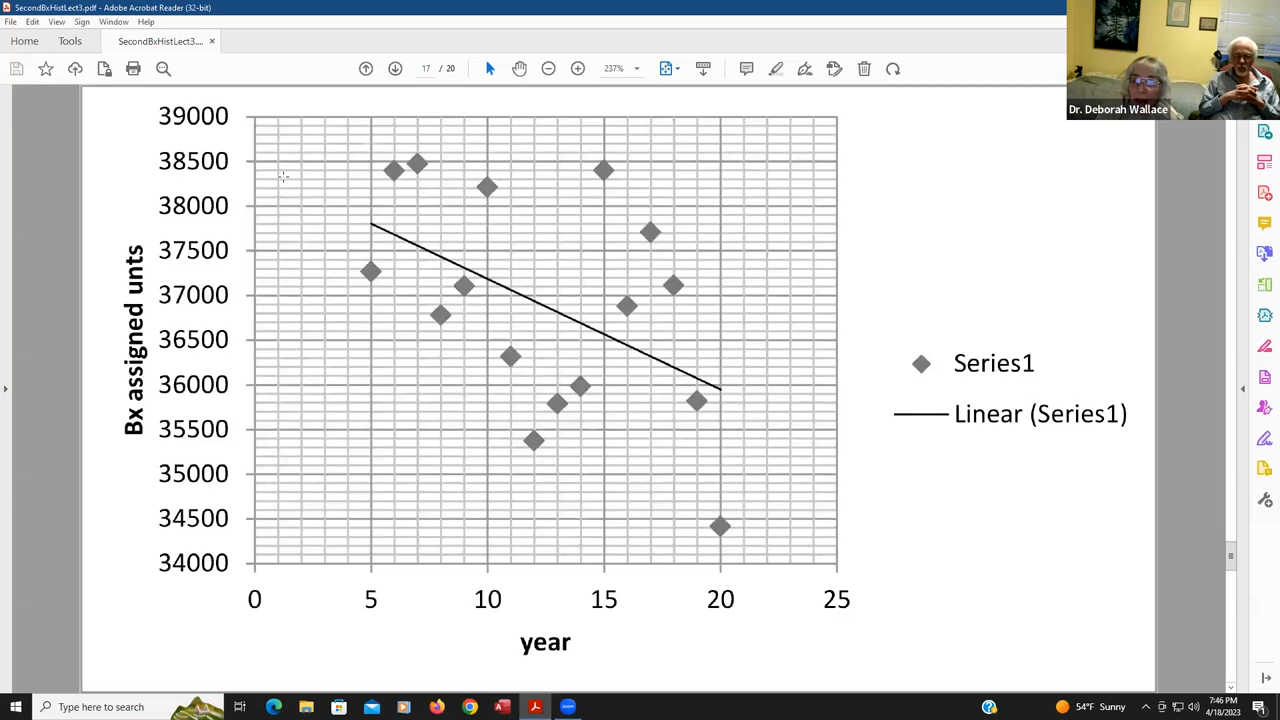 SecondBxHistLect3.pdf - Adobe Acrobat Reader (32-bit)
File Edit View Sign Window Help
Home Tools SecondBxHistLect3.... ×
17 / 20 237%
Dr. Deborah Wallace
39000
38500
38000
37500
37000
36500
36000
35500
35000
34500
34000
Bx assigned unts
0 5 10 15 20 25
year
Series1
Linear (Series1)
Type here to search
54°F Sunny
7:46 PM
4/18/2023